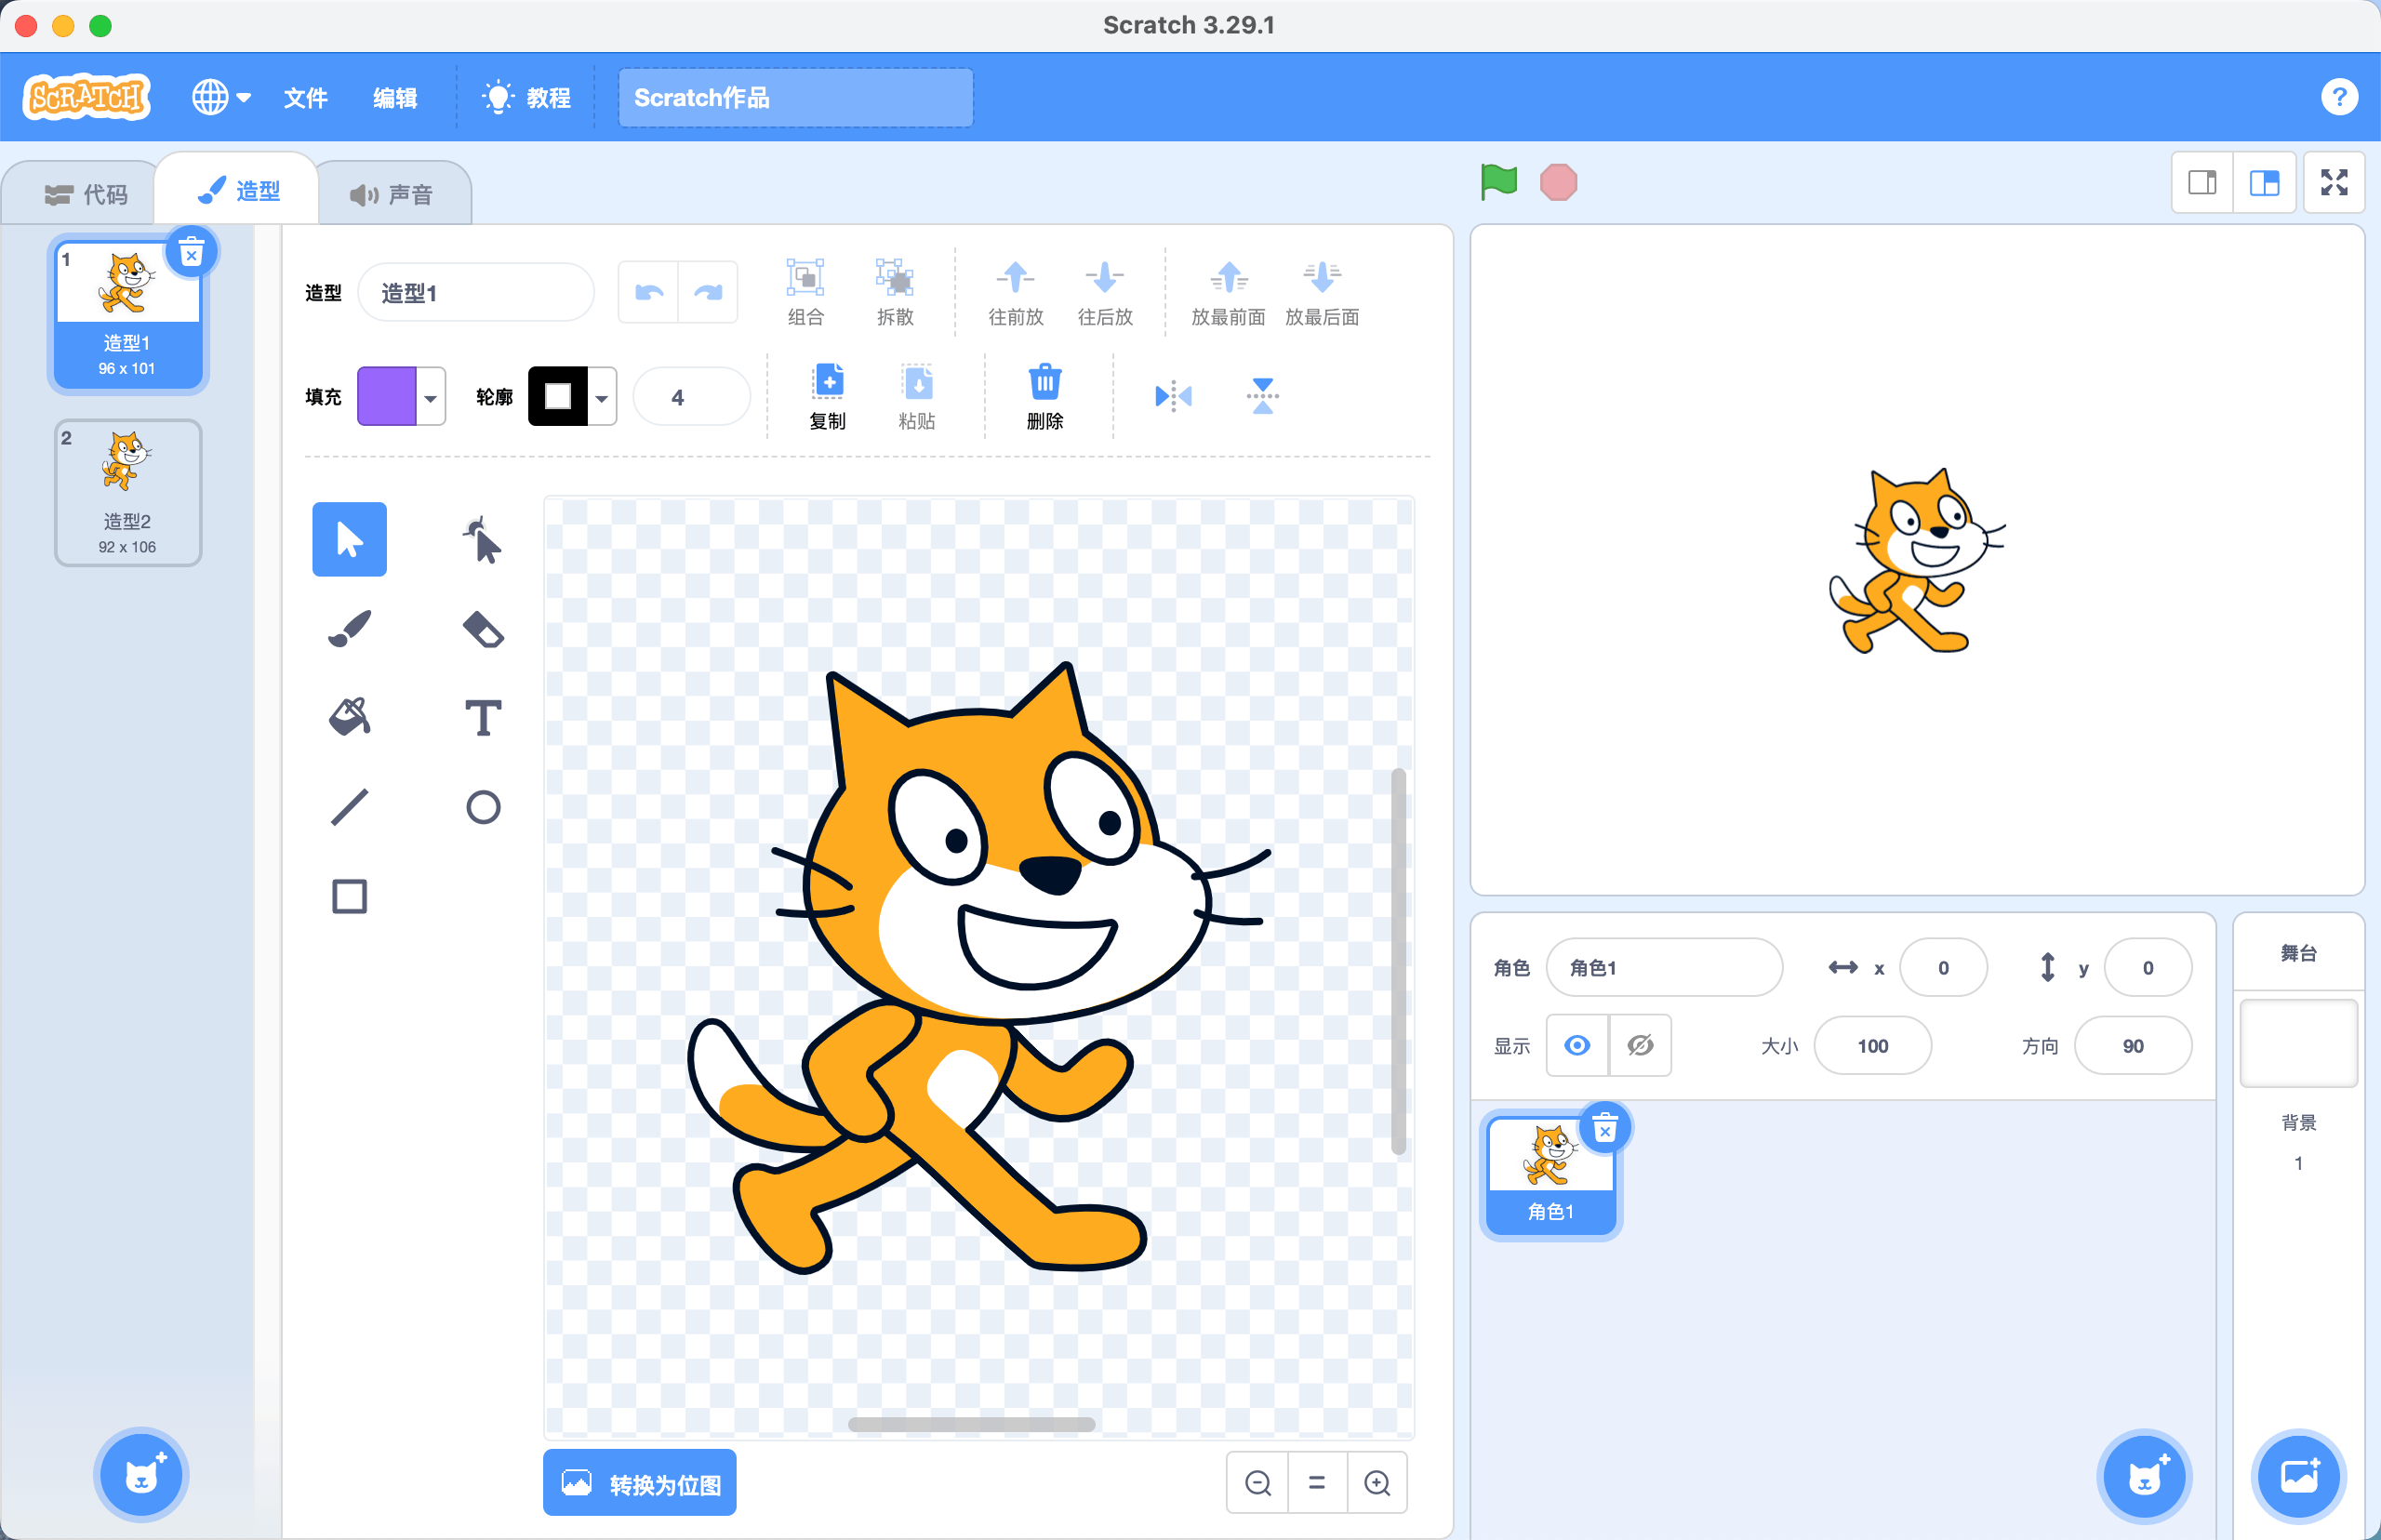 Scratch 3.29.1
SCRATCH
文件
编辑
教程
Scratch作品
?
代码
造型
声音
1
造型1
96 x 101
2
造型2
92 x 106
造型
造型1
组合
拆散
往前放
往后放
放最前面
放最后面
填充
轮廓
4
复制
粘贴
删除
T
转换为位图
角色
角色1
x
0
y
0
显示
大小
100
方向
90
角色1
舞台
背景
1